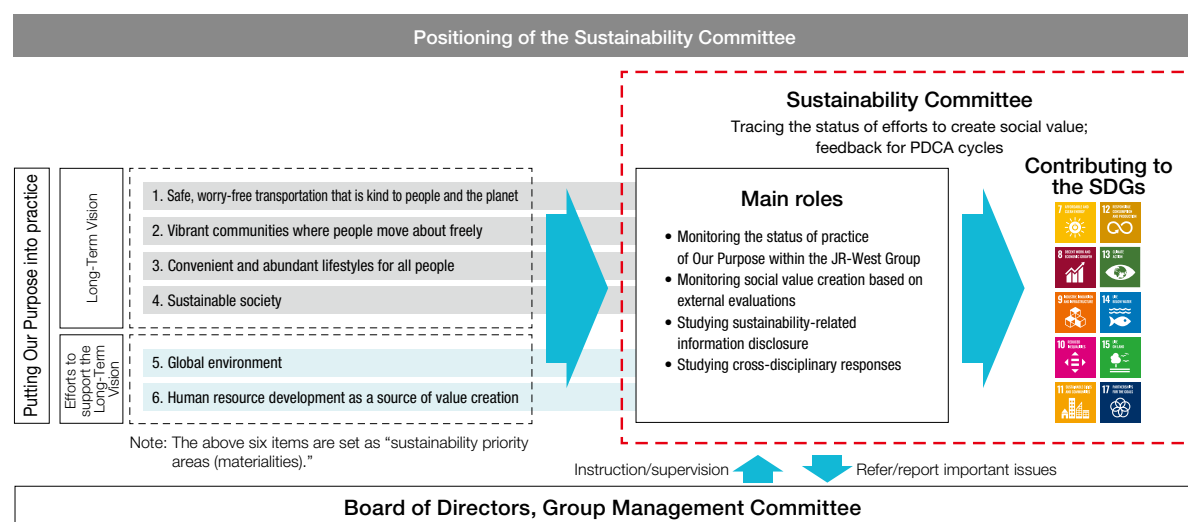 Positioning of the Sustainability Committee
Sustainability Committee
Tracing the status of efforts to create social value;
feedback for PDCA cycles
Putting Our Purpose into practice
Long-Term Vision
1. Safe, worry-free transportation that is kind to people and the planet
2. Vibrant communities where people move about freely
3. Convenient and abundant lifestyles for all people
4. Sustainable society
Efforts to
support the
Long-Term
Vision
5. Global environment
6. Human resource development as a source of value creation
Note: The above six items are set as “sustainability priority
areas (materialities).”
Main roles
• Monitoring the status of practice
of Our Purpose within the JR-West Group
• Monitoring social value creation based on
external evaluations
• Studying sustainability-related
information disclosure
• Studying cross-disciplinary responses
Contributing to
the SDGs
7
12
8
13
CLIMATE
ACTION
9
14
10
15
11
17
Instruction/supervision
Refer/report important issues
Board of Directors, Group Management Committee